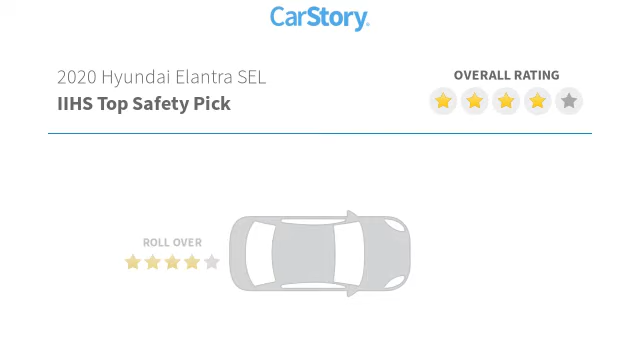 CarStory
2020 Hyundai Elantra SEL
IIHS Top Safety Pick
OVERALL RATING
ROLL OVER